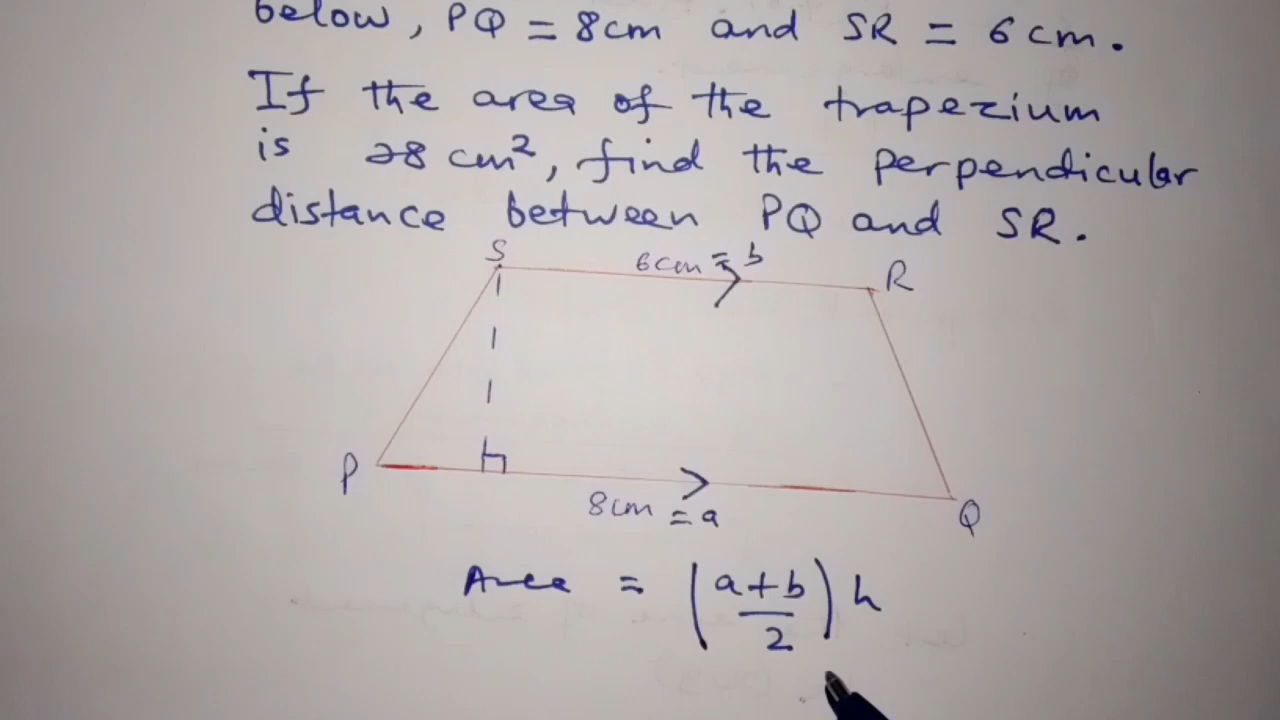 below, PQ = 8cm and SR = 6cm.
If the area of the trapezium
is 28 cm², find the perpendicular
distance between PQ and SR.
S
6cm = b
R
P
8cm = a
Q
Area = (a+b/2) h